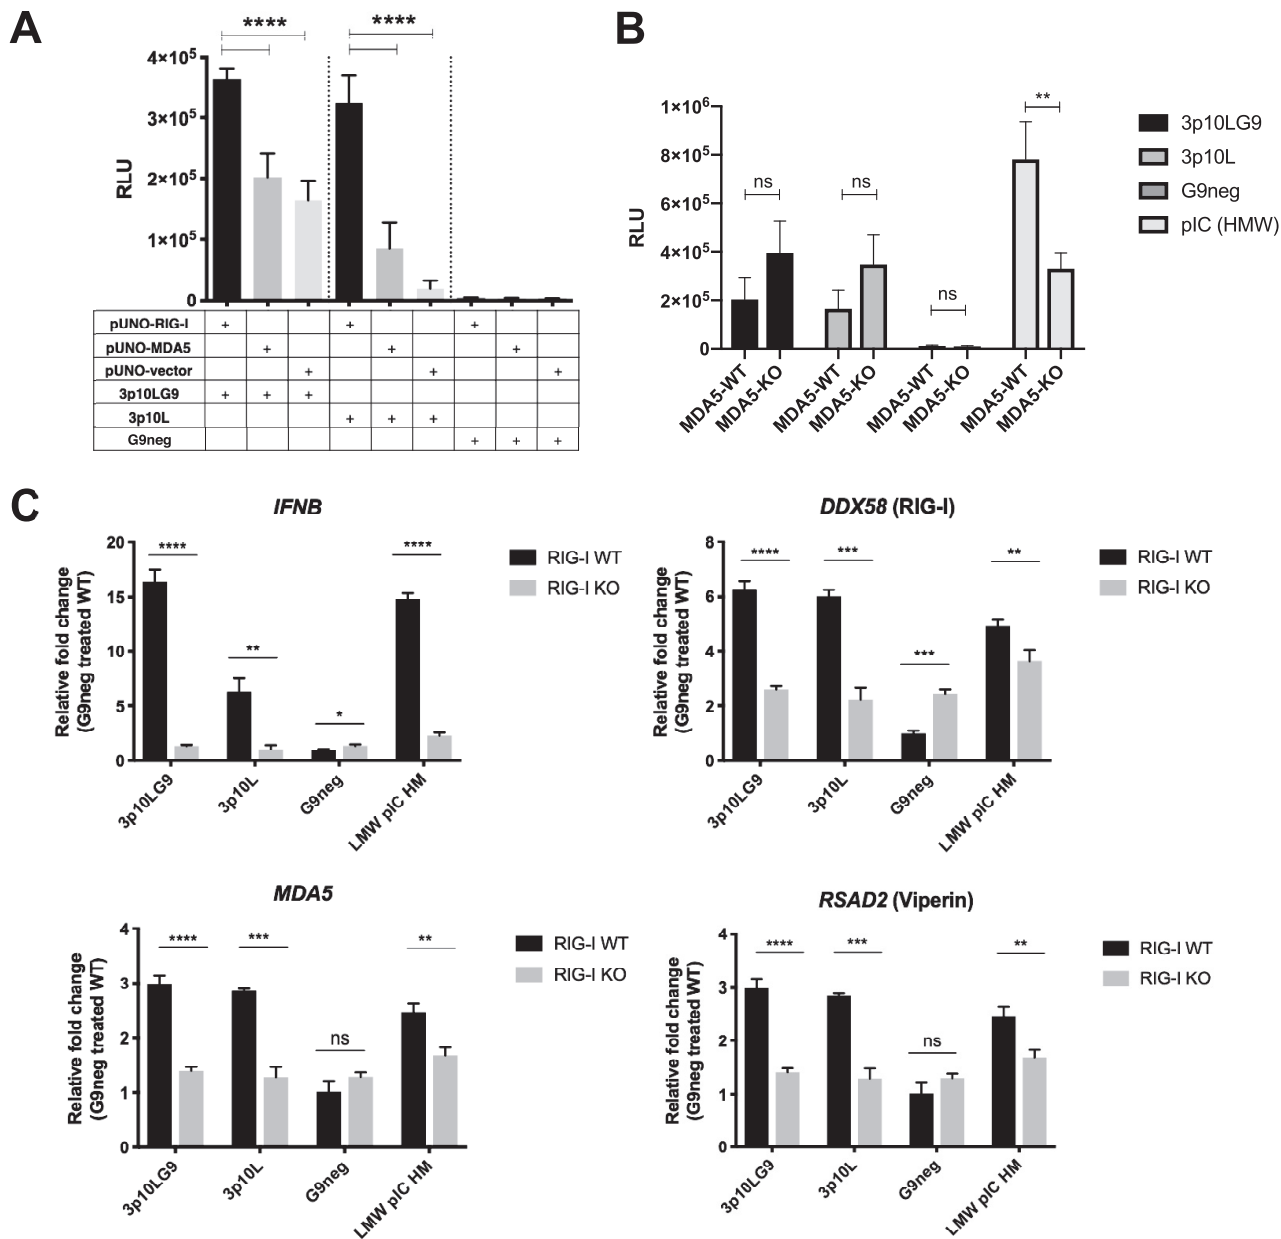 A
****
****
4×10⁵
3×10⁵
2×10⁵
1×10⁵
0
RLU
pUNO-RIG-I + + +
pUNO-MDA5 + + +
pUNO-vector + + +
3p10LG9 + + +
3p10L + + +
G9neg + + +
B
1×10⁶
8×10⁵
6×10⁵
4×10⁵
2×10⁵
0
RLU
ns
ns
ns
**
MDA5-WT
MDA5-KO
MDA5-WT
MDA5-KO
MDA5-WT
MDA5-KO
MDA5-WT
MDA5-KO
3p10LG9
3p10L
G9neg
pIC (HMW)
C
IFNB
Relative fold change
(G9neg treated WT)
20
15
10
5
0
****
**
*
****
3p10LG9
3p10L
G9neg
LMW pIC HM
RIG-I WT
RIG-I KO
DDX58 (RIG-I)
Relative fold change
(G9neg treated WT)
8
6
4
2
0
****
***
***
**
3p10LG9
3p10L
G9neg
LMW pIC HM
RIG-I WT
RIG-I KO
MDA5
Relative fold change
(G9neg treated WT)
4
3
2
1
0
****
***
ns
**
3p10LG9
3p10L
G9neg
LMW pIC HM
RIG-I WT
RIG-I KO
RSAD2 (Viperin)
Relative fold change
(G9neg treated WT)
4
3
2
1
0
****
***
ns
**
3p10LG9
3p10L
G9neg
LMW pIC HM
RIG-I WT
RIG-I KO